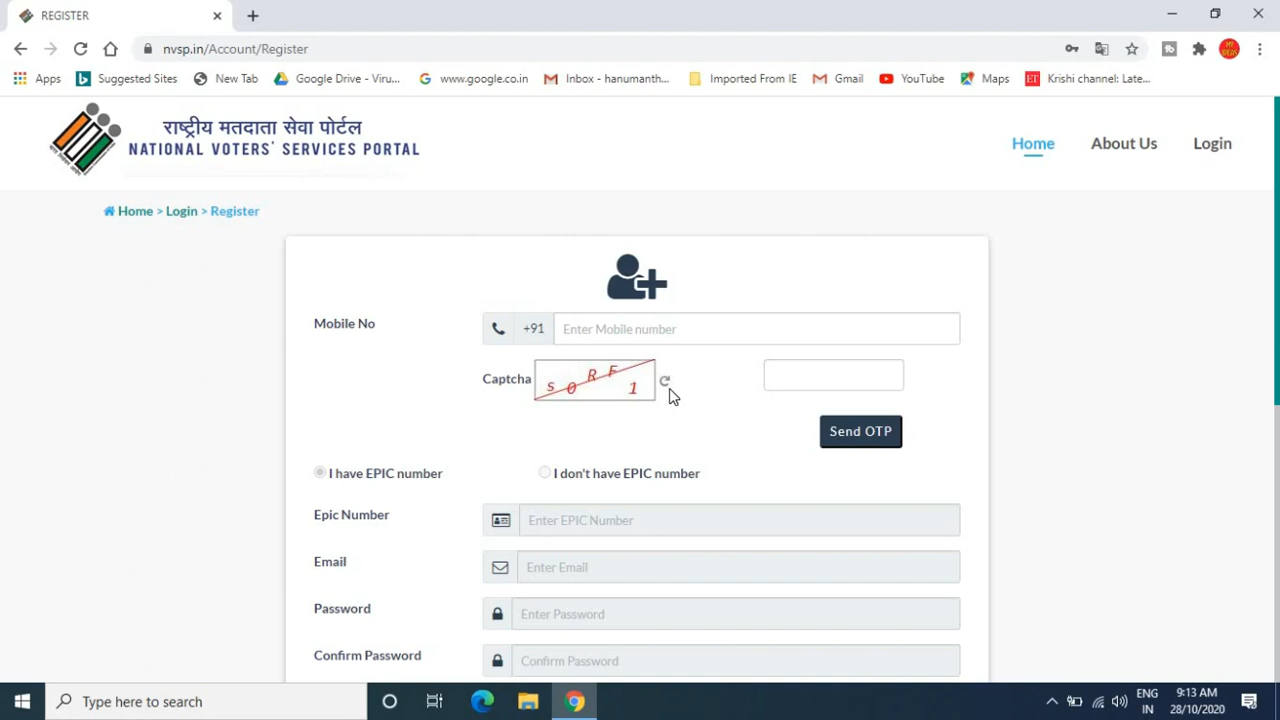 REGISTER
nvsp.in/Account/Register
Apps
Suggested Sites
New Tab
Google Drive - Viru...
www.google.co.in
Inbox - hanumanth...
Imported From IE
Gmail
YouTube
Maps
Krishi channel: Late...
राष्ट्रीय मतदाता सेवा पोर्टल
NATIONAL VOTERS' SERVICES PORTAL
Home
About Us
Login
Home > Login > Register
Mobile No
+91
Enter Mobile number
Captcha
s 0 R F 1
Send OTP
I have EPIC number
I don't have EPIC number
Epic Number
Enter EPIC Number
Email
Enter Email
Password
Enter Password
Confirm Password
Confirm Password
Type here to search
ENG
IN
9:13 AM
28/10/2020